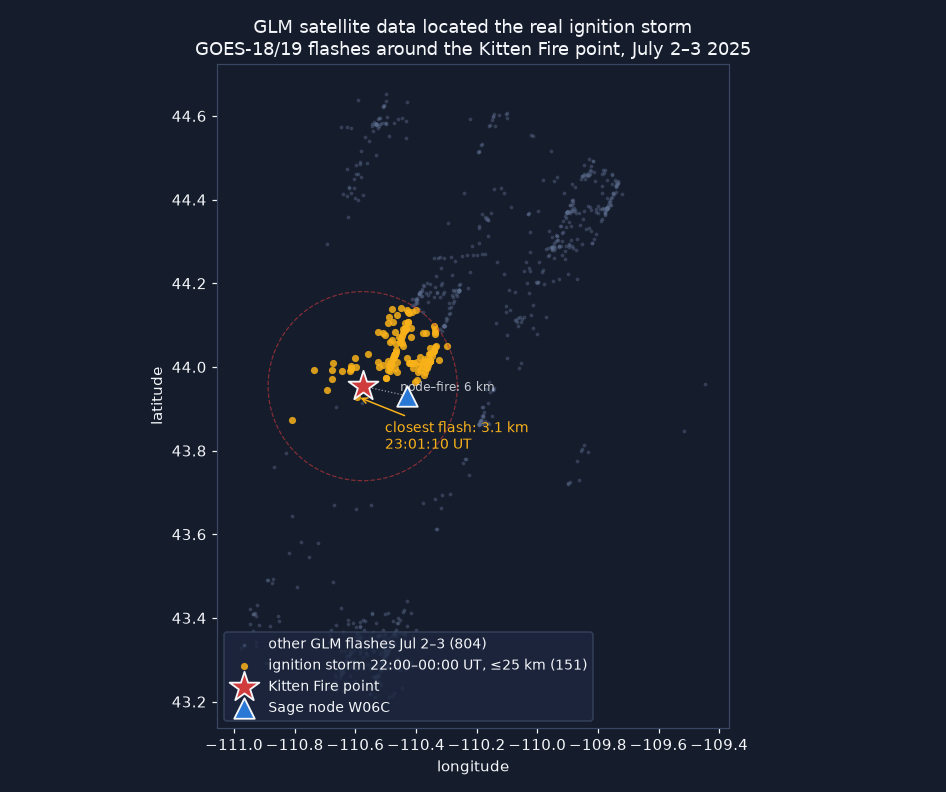 GLM satellite data located the real ignition storm
GOES-18/19 flashes around the Kitten Fire point, July 2–3 2025
44.6
44.4
44.2
44.0
43.8
43.6
43.4
43.2
latitude
node–fire: 6 km
closest flash: 3.1 km
23:01:10 UT
other GLM flashes Jul 2–3 (804)
ignition storm 22:00–00:00 UT, ≤25 km (151)
Kitten Fire point
Sage node W06C
−111.0 −110.8 −110.6 −110.4 −110.2 −110.0 −109.8 −109.6 −109.4
longitude